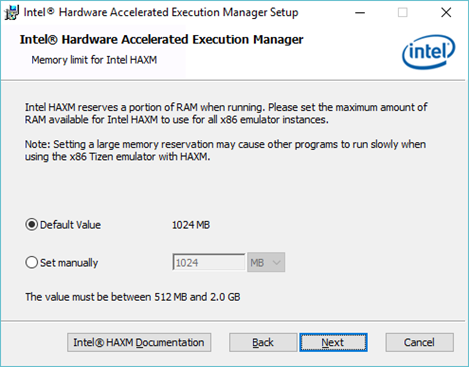 Intel® Hardware Accelerated Execution Manager Setup
Intel® Hardware Accelerated Execution Manager
Memory limit for Intel HAXM
intel
Intel HAXM reserves a portion of RAM when running. Please set the maximum amount of
RAM available for Intel HAXM to use for all x86 emulator instances.
Note: Setting a large memory reservation may cause other programs to run slowly when
using the x86 Tizen emulator with HAXM.
Default Value 1024 MB
Set manually 1024 MB
The value must be between 512 MB and 2.0 GB
Intel® HAXM Documentation Back Next Cancel